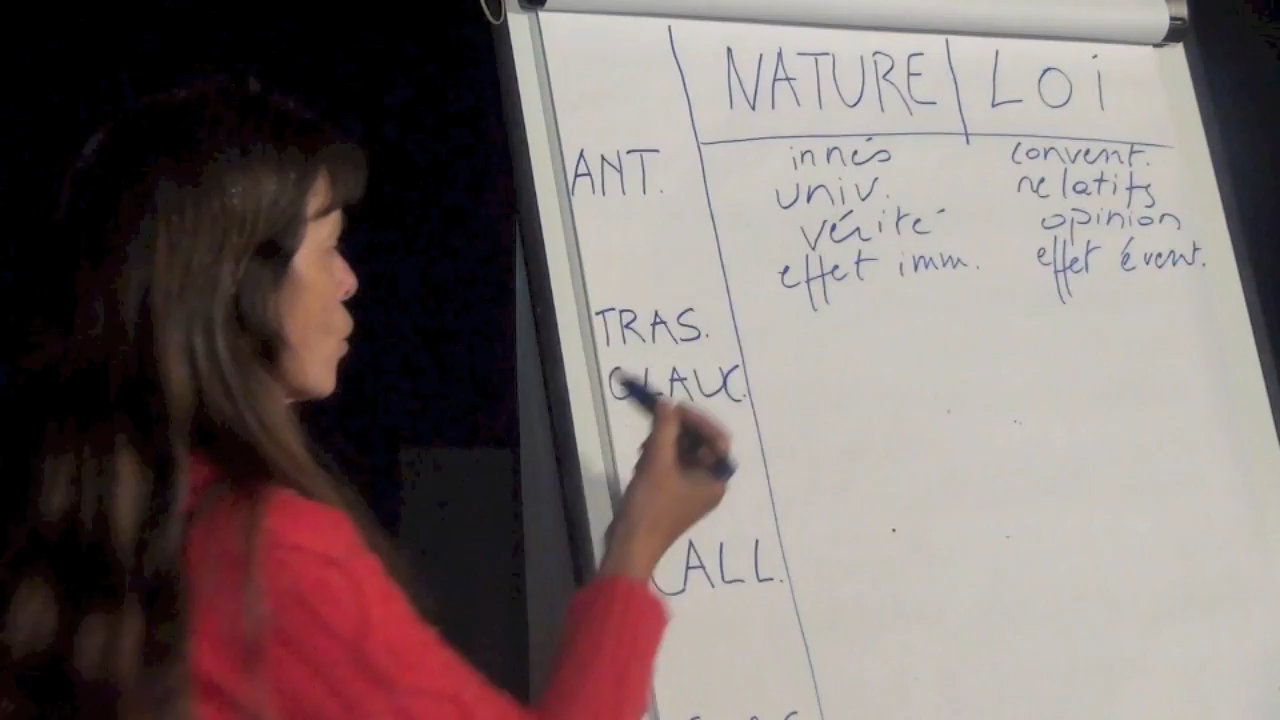 NATURE LOi
ANT. innés convent.
univ. relatifs
vérité opinion
effet imm. effet évent.
TRAS.
GLAUC.
CALL.